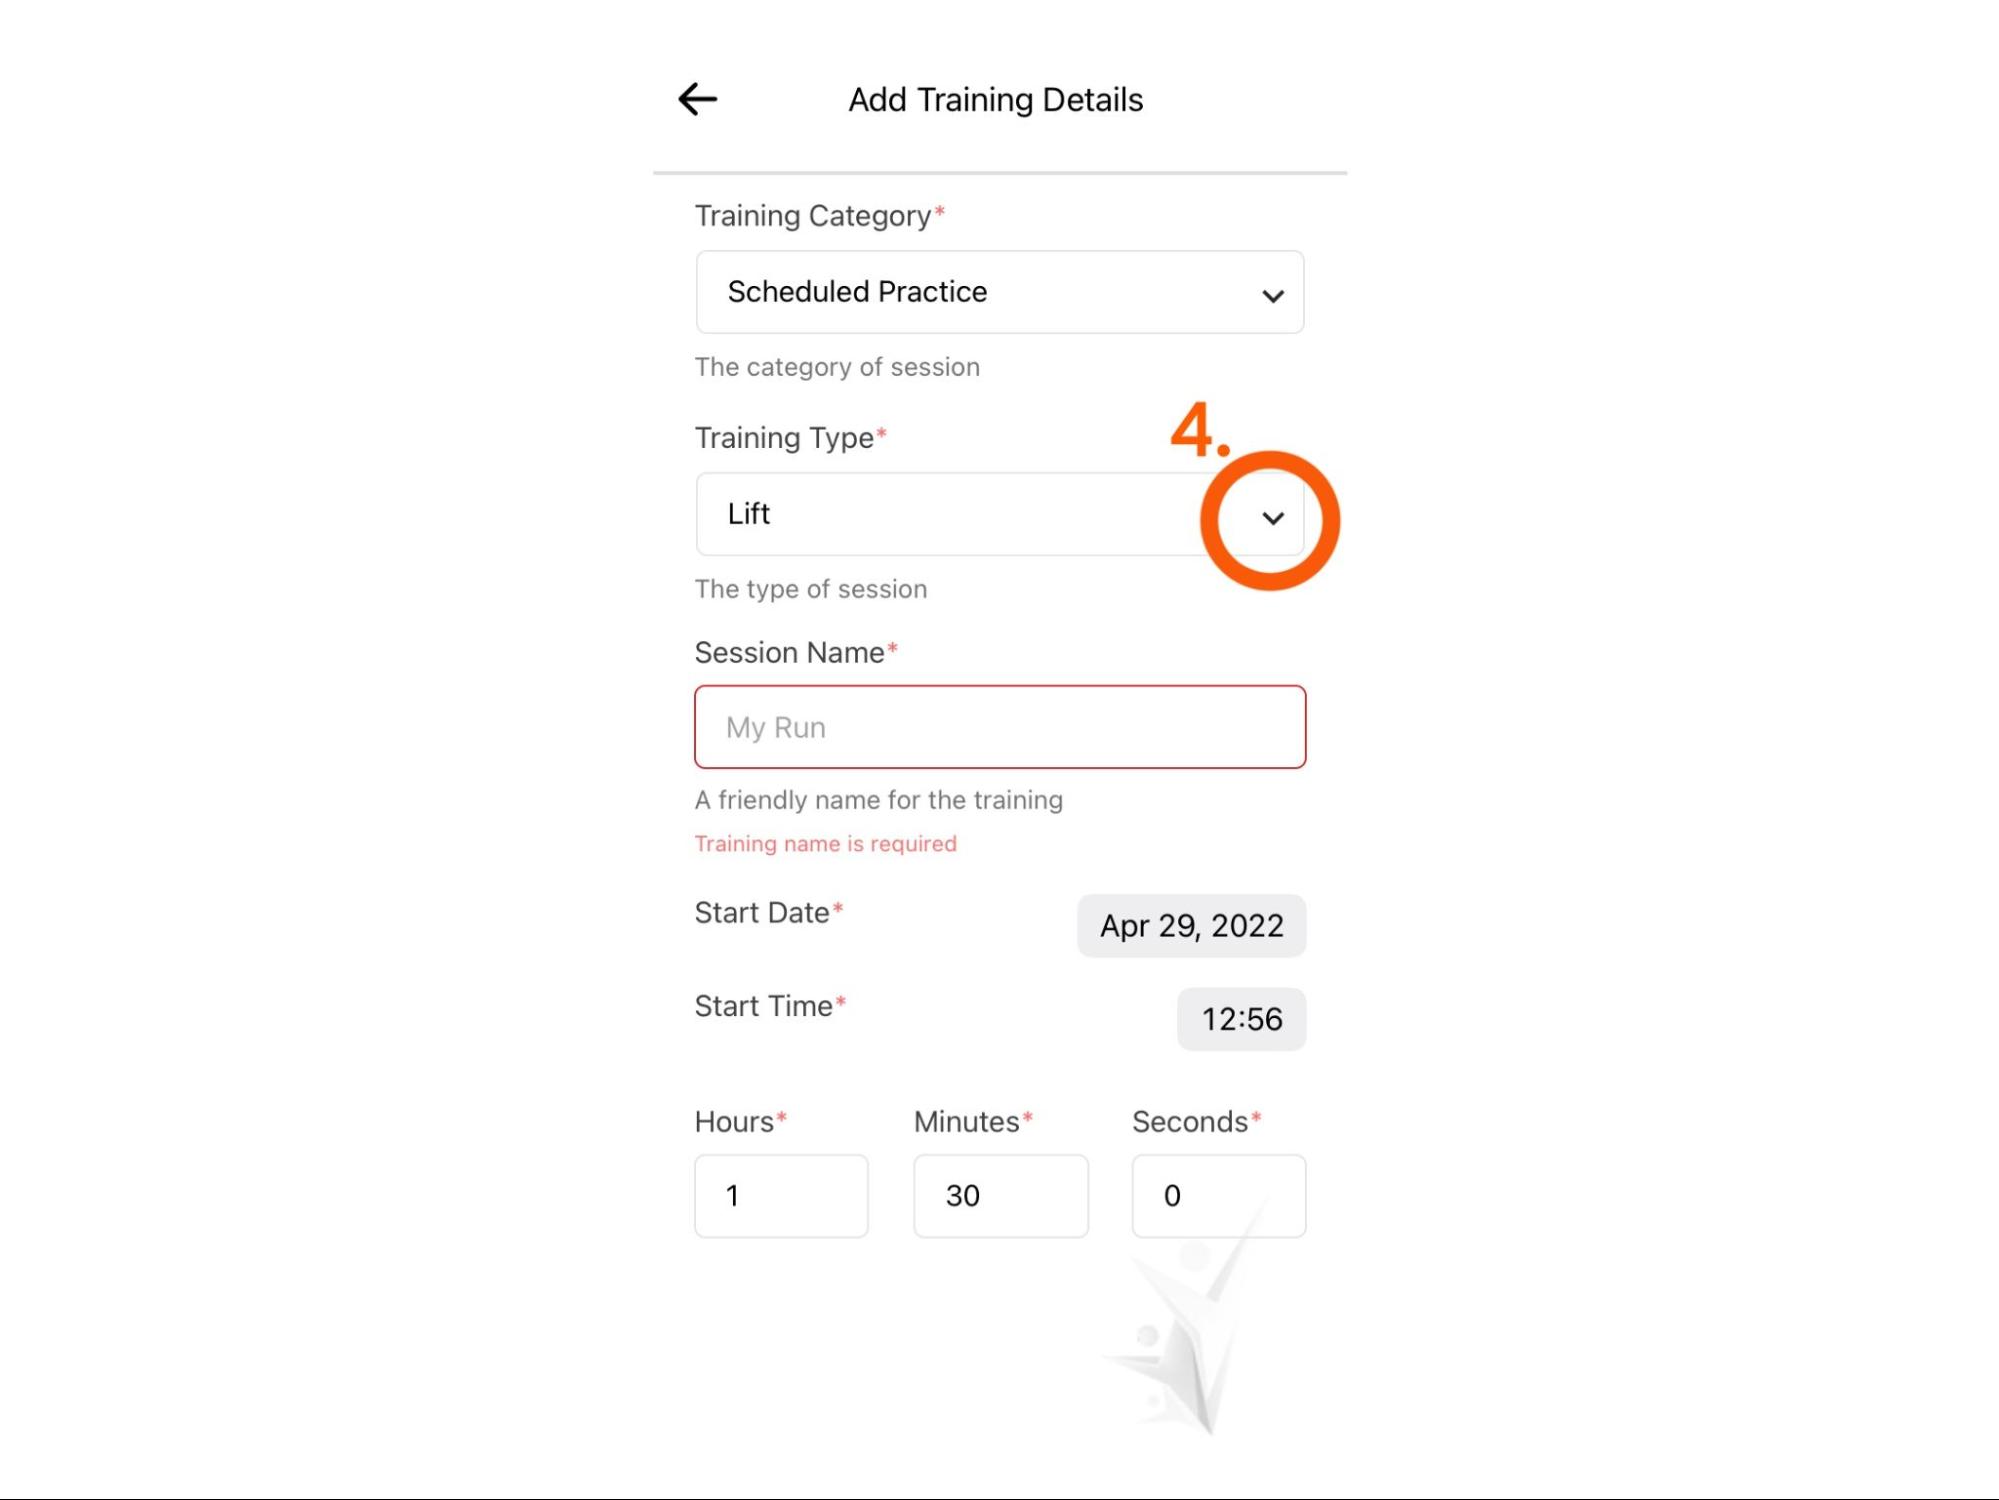 Add Training Details
Training Category*
Scheduled Practice
The category of session
4.
Training Type*
Lift
The type of session
Session Name*
My Run
A friendly name for the training
Training name is required
Start Date*
Apr 29, 2022
Start Time*
12:56
Hours* Minutes* Seconds*
1 30 0